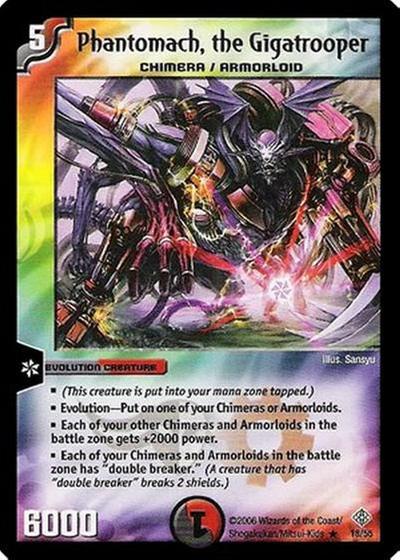 5
Phantomach, the Gigatrooper
CHIMERA / ARMORLOID
Illus. Sansyu
EVOLUTION CREATURE
▪ (This creature is put into your mana zone tapped.)
▪ Evolution—Put on one of your Chimeras or Armorloids.
▪ Each of your other Chimeras and Armorloids in the
battle zone gets +2000 power.
▪ Each of your Chimeras and Armorloids in the battle
zone has "double breaker." (A creature that has
"double breaker" breaks 2 shields.)
6000
1
©2006 Wizards of the Coast/
Shogakukan/Mitsui-Kids ★ 18/55